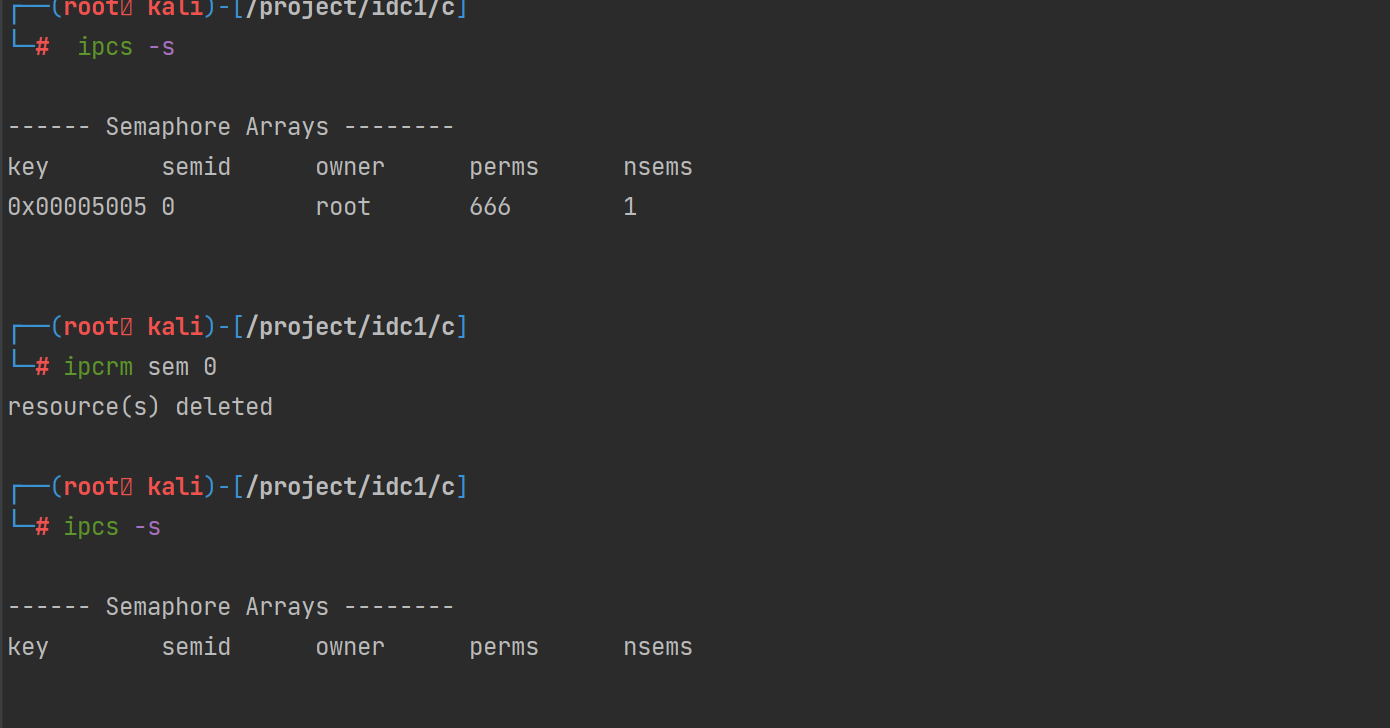 ┌──(root㉿ kali)-[/project/idc1/c]
└─#  ipcs -s
------ Semaphore Arrays --------
key        semid      owner      perms      nsems
0x00005005 0          root       666        1
┌──(root㉿ kali)-[/project/idc1/c]
└─# ipcrm sem 0
resource(s) deleted
┌──(root㉿ kali)-[/project/idc1/c]
└─# ipcs -s
------ Semaphore Arrays --------
key        semid      owner      perms      nsems